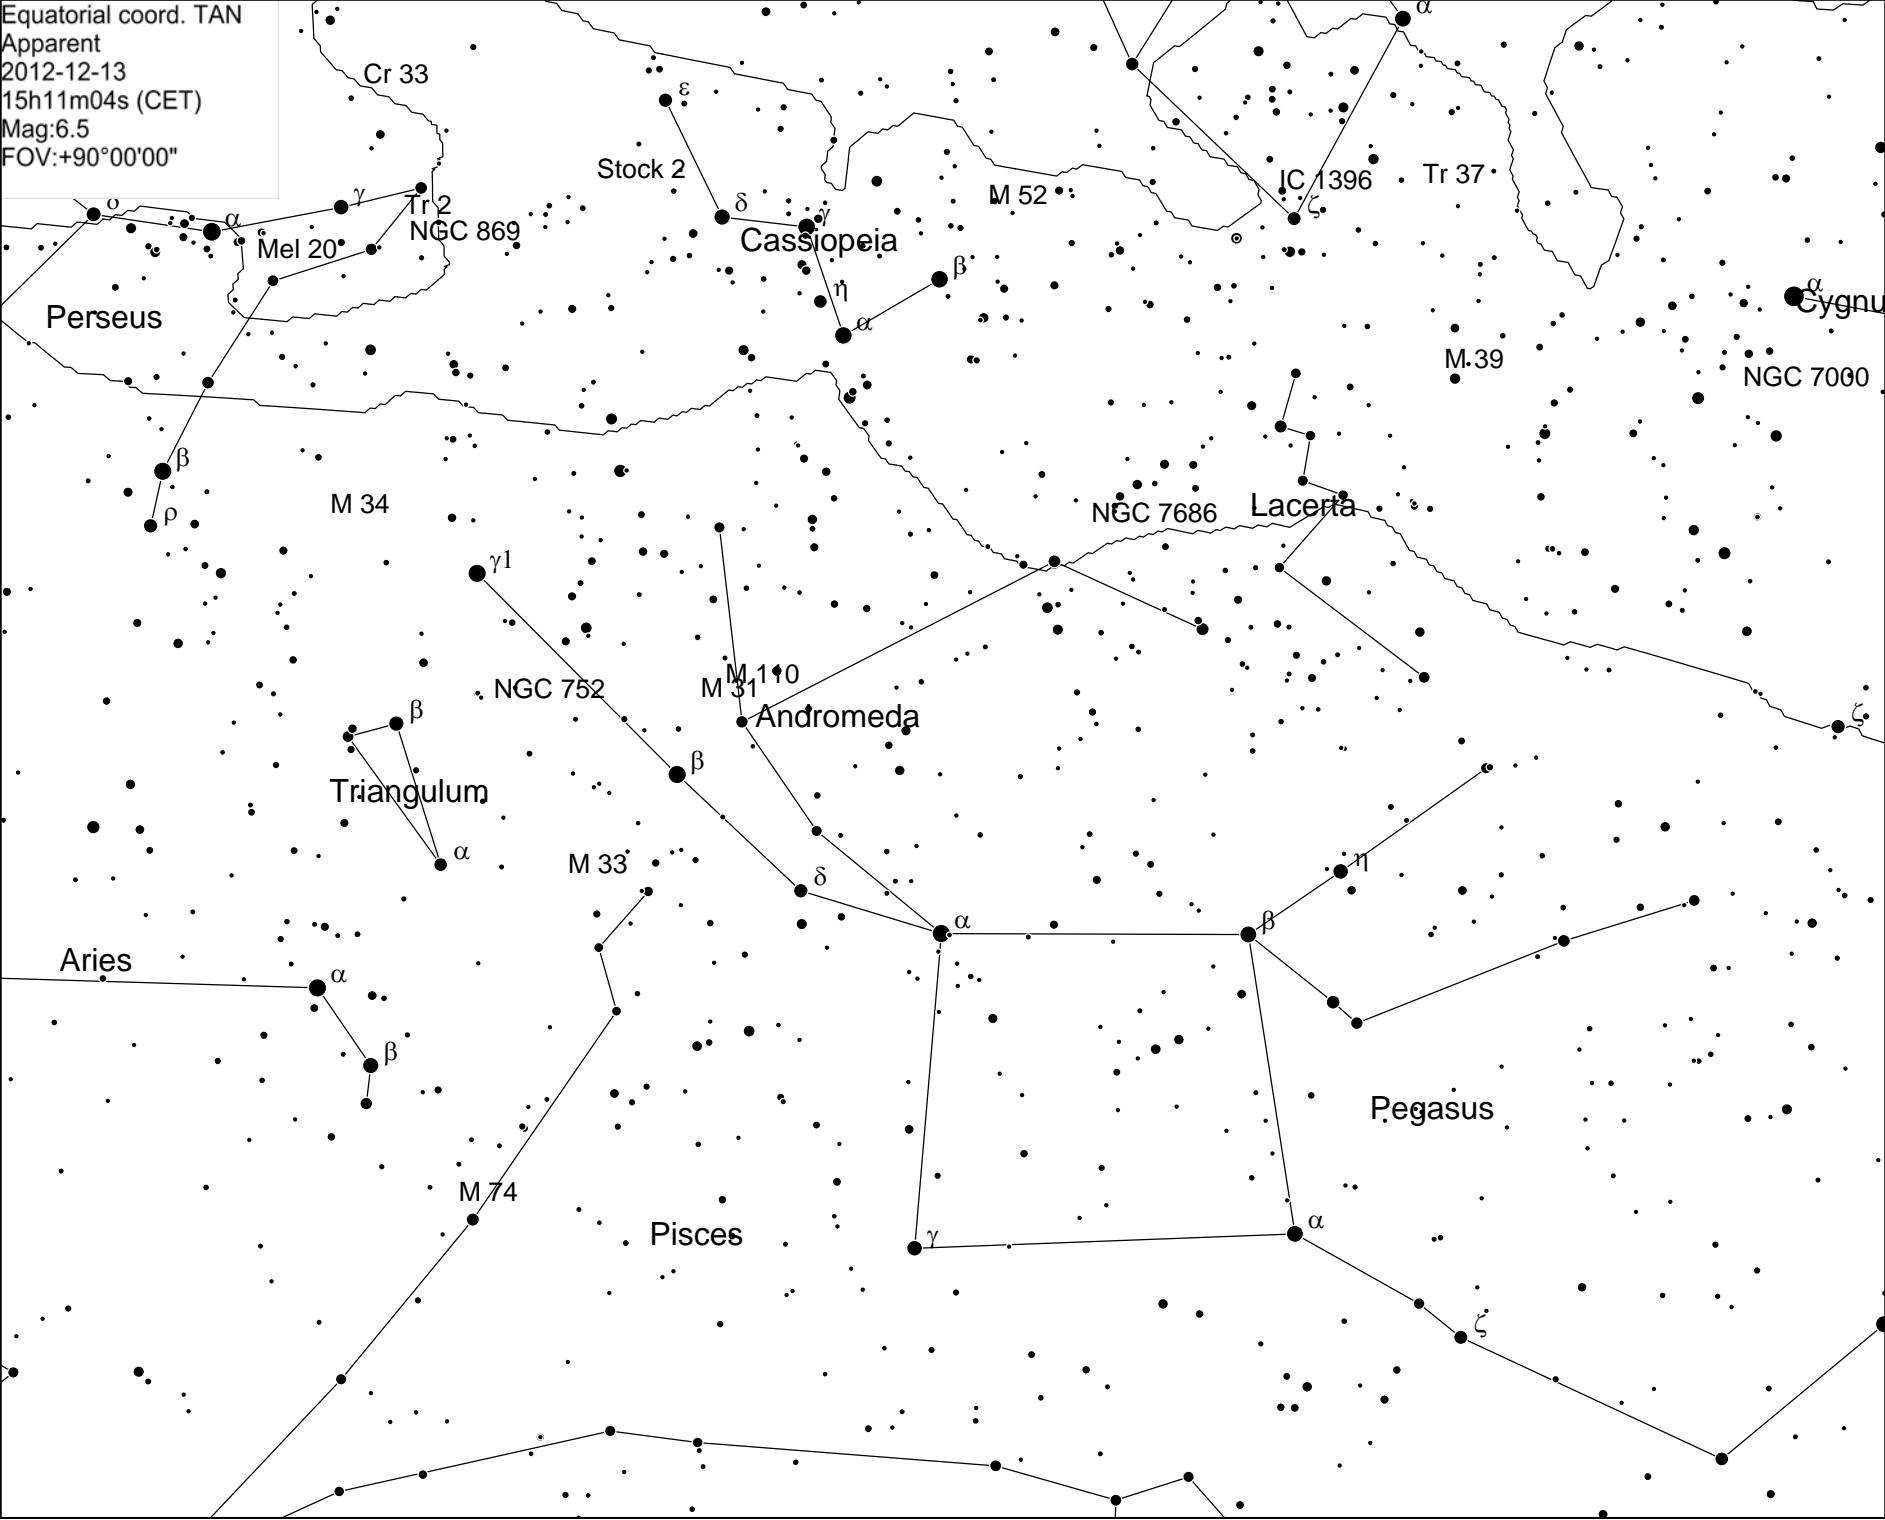 Equatorial coord. TAN
Apparent
2012-12-13
15h11m04s (CET)
Mag:6.5
FOV:+90°00'00"
α
Cr 33
ε
Stock 2
M 52
IC 1396
Tr 37
ζ
γ
Tr 2
δ
γ
α
NGC 869
Mel 20
Cassiopeia
β
η
α
Cygnu
Perseus
α
M 39
NGC 7000
β
ρ
M 34
NGC 7686
Lacerta
γ1
M 110
M 31
NGC 752
Andromeda
ζ
β
β
Triangulum
α
M 33
η
δ
α
β
Aries
α
β
Pegasus
M 74
Pisces
γ
α
ζ